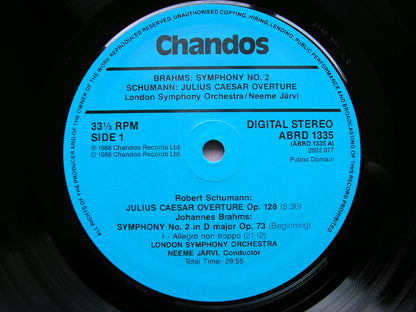 ALL RIGHTS OF THE PRODUCER AND OF THE OWNER OF THE WORK REPRODUCED RESERVED. UNAUTHORISED COPYING, HIRING, LENDING, PUBLIC PERFORMANCE AND BROADCASTING OF THIS RECORD PROHIBITED
Chandos
BRAHMS: SYMPHONY NO. 2
SCHUMANN: JULIUS CAESAR OVERTURE
London Symphony Orchestra/Neeme Järvi
33⅓ RPM
SIDE 1
℗ 1988 Chandos Records Ltd.
© 1988 Chandos Records Ltd.
DIGITAL STEREO
ABRD 1335
(ABRD 1335 A)
2892 077
Public Domain
Robert Schumann:
JULIUS CAESAR OVERTURE Op. 128 (8:36)
Johannes Brahms:
SYMPHONY No. 2 in D major Op. 73 (Beginning)
I - Allegro non troppo (21:12)
LONDON SYMPHONY ORCHESTRA
NEEME JÄRVI, Conductor
Total Time: 29:55